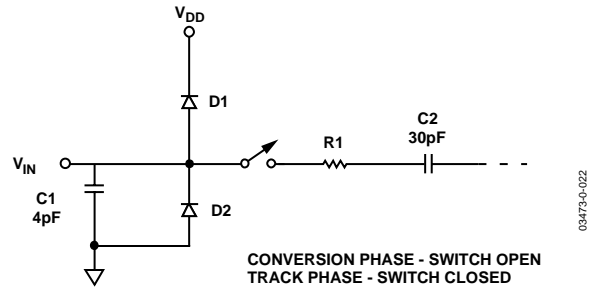 VDD
D1
R1
C2
30pF
VIN
C1
4pF
D2
CONVERSION PHASE - SWITCH OPEN
TRACK PHASE - SWITCH CLOSED
03473-0-022